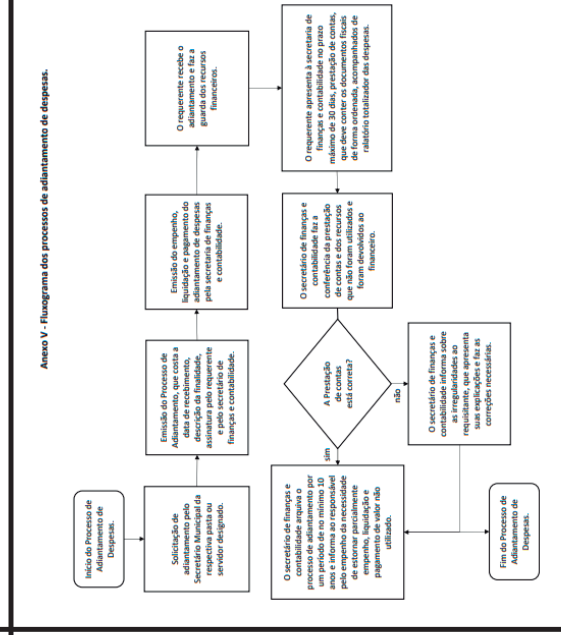 Anexo V - Fluxograma dos processos de adiantamento de despesas.
Início do Processo de
Adiantamento de
Despesas.
Solicitação de
adiantamento pelo
Secretário Municipal da
respectiva pasta ou
servidor designado.
Emissão do Processo de
Adiantamento, que costa a
data de recebimento,
descrição da finalidade,
assinatura pelo requerente
e pelo secretário de
finanças e contabilidade.
Emissão do empenho,
liquidação e pagamento do
adiantamento de despesas
pela secretaria de finanças
e contabilidade.
O requerente recebe o
adiantamento e faz a
guarda dos recursos
financeiros.
O requerente apresenta à secretaria de
finanças e contabilidade no prazo
máximo de 30 dias, prestação de contas,
que deve conter os documentos fiscais
de forma ordenada, acompanhados de
ralatório totalizador das despesas.
O secretário de finanças e
contabilidade faz a
conferência da prestação
de contas e dos recursos
que não foram utilizados e
foram devolvidos ao
financeiro.
A Prestação
de contas
está correta?
sim
não
O secretário de finanças e
contabilidade informa sobre
as irregularidades ao
requisitante, que apresenta
suas explicações e faz as
correções necessárias.
O secretário de finanças e
contabilidade arquiva o
processo de adiantamento por
um período de no mínimo 10
anos e informa ao responsável
pelo empenho da necessidade
de estornar parcialmente
empenho, liquidação e
pagamento de valor não
utilizado.
Fim do Processo de
Adiantamento de
Despesas.